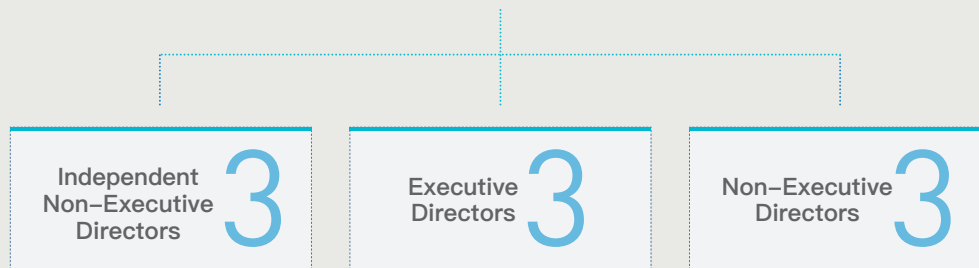 Independent
Non–Executive
Directors
3
Executive
Directors
3
Non–Executive
Directors
3